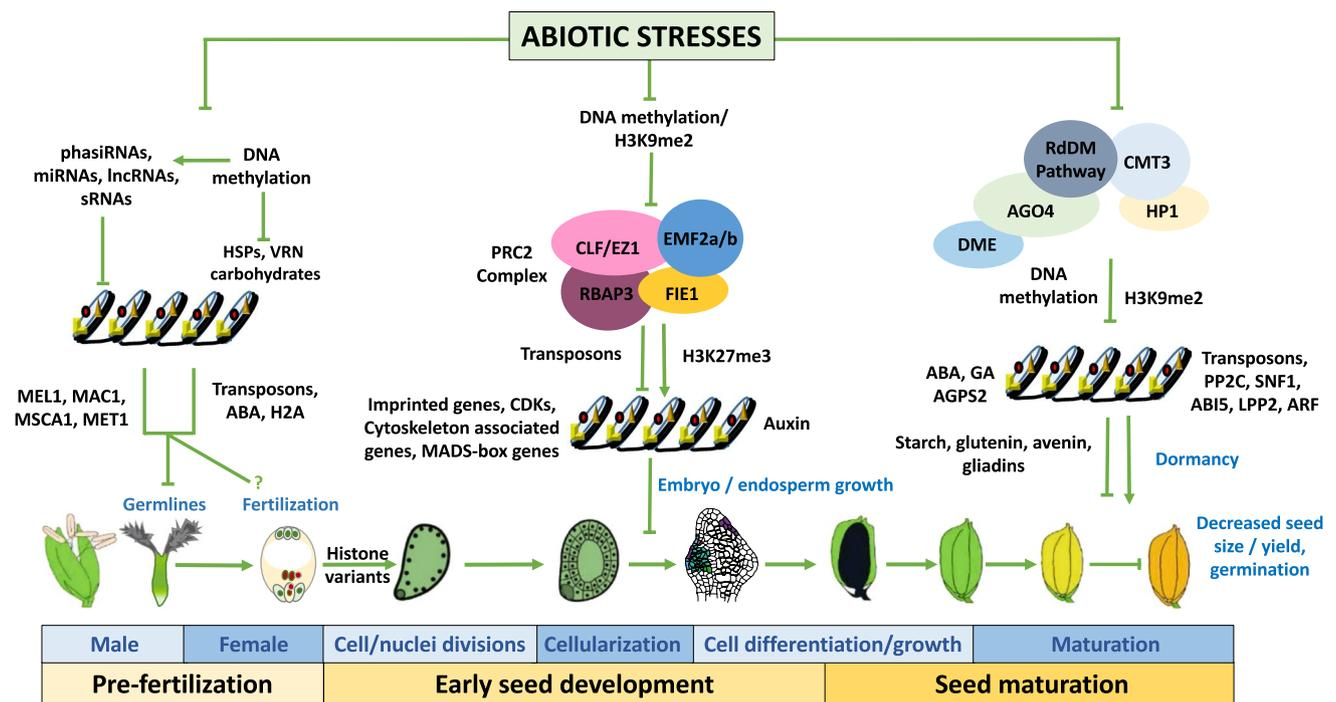 ABIOTIC STRESSES
phasiRNAs,
miRNAs, lncRNAs,
sRNAs
DNA
methylation
HSPs, VRN
carbohydrates
MEL1, MAC1,
MSCA1, MET1
Transposons,
ABA, H2A
?
Germlines
Fertilization
DNA methylation/
H3K9me2
PRC2
Complex
CLF/EZ1
EMF2a/b
RBAP3
FIE1
Transposons
H3K27me3
Imprinted genes, CDKs,
Cytoskeleton associated
genes, MADS-box genes
Auxin
Embryo / endosperm growth
RdDM
Pathway
CMT3
AGO4
HP1
DME
DNA
methylation
H3K9me2
ABA, GA
AGPS2
Transposons,
PP2C, SNF1,
ABI5, LPP2, ARF
Starch, glutenin, avenin,
gliadins
Dormancy
Histone
variants
Decreased seed
size / yield,
germination
Male
Female
Cell/nuclei divisions
Cellularization
Cell differentiation/growth
Maturation
Pre-fertilization
Early seed development
Seed maturation